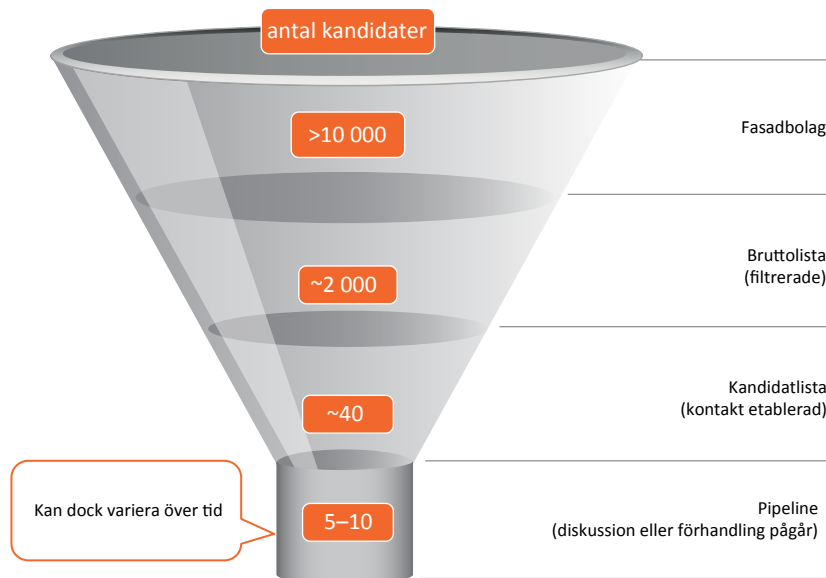 antal kandidater
>10 000
Fasadbolag
~2 000
Bruttolista
(filtrerade)
~40
Kandidatlista
(kontakt etablerad)
Kan dock variera över tid
5–10
Pipeline
(diskussion eller förhandling pågår)